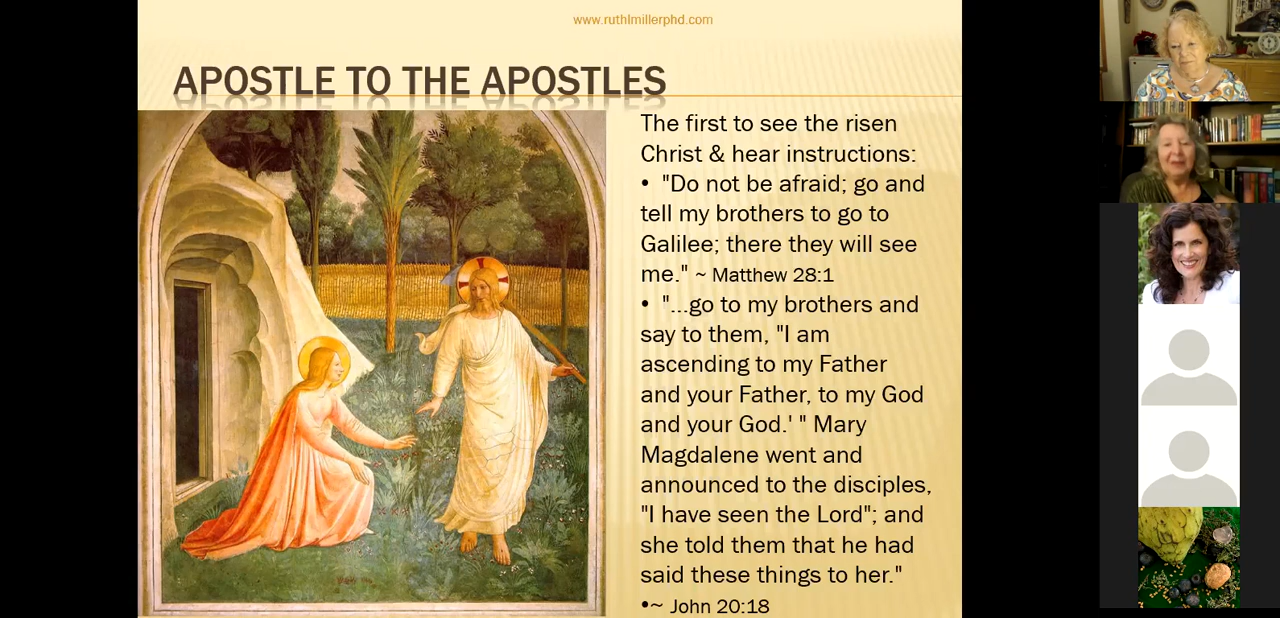 www.ruthlmillerphd.com
APOSTLE TO THE APOSTLES
The first to see the risen
Christ & hear instructions:
• "Do not be afraid; go and
tell my brothers to go to
Galilee; there they will see
me." ~ Matthew 28:1
• "...go to my brothers and
say to them, "I am
ascending to my Father
and your Father, to my God
and your God.' " Mary
Magdalene went and
announced to the disciples,
"I have seen the Lord"; and
she told them that he had
said these things to her."
•~ John 20:18